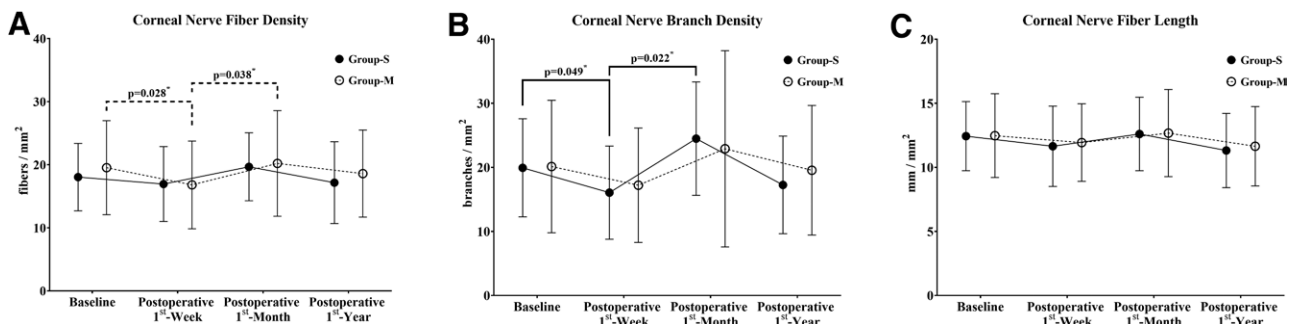 A
Corneal Nerve Fiber Density
40
30
20
10
0
fibers / mm²
Group-S
Group-M
p=0.028*
p=0.038*
Baseline
Postoperative
1st-Week
Postoperative
1st-Month
Postoperative
1st-Year
B
Corneal Nerve Branch Density
40
30
20
10
0
branches / mm²
Group-S
Group-M
p=0.049*
p=0.022*
Baseline
Postoperative
1st-Week
Postoperative
1st-Month
Postoperative
1st-Year
C
Corneal Nerve Fiber Length
20
15
10
5
0
mm / mm²
Group-S
Group-M
Baseline
Postoperative
1st-Week
Postoperative
1st-Month
Postoperative
1st-Year